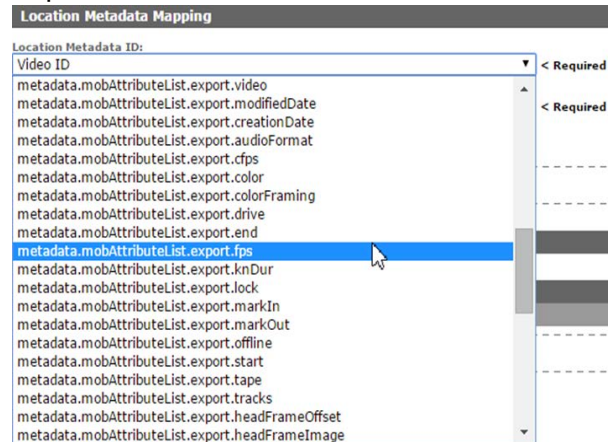 Location Metadata Mapping
Location Metadata ID:
Video ID
< Required
metadata.mobAttributeList.export.video
metadata.mobAttributeList.export.modifiedDate
< Required
metadata.mobAttributeList.export.creationDate
metadata.mobAttributeList.export.audioFormat
metadata.mobAttributeList.export.cfps
metadata.mobAttributeList.export.color
metadata.mobAttributeList.export.colorFraming
metadata.mobAttributeList.export.drive
metadata.mobAttributeList.export.end
metadata.mobAttributeList.export.fps
metadata.mobAttributeList.export.knDur
metadata.mobAttributeList.export.lock
metadata.mobAttributeList.export.markIn
metadata.mobAttributeList.export.markOut
metadata.mobAttributeList.export.offline
metadata.mobAttributeList.export.start
metadata.mobAttributeList.export.tape
metadata.mobAttributeList.export.tracks
metadata.mobAttributeList.export.headFrameOffset
metadata.mobAttributeList.export.headFrameImage